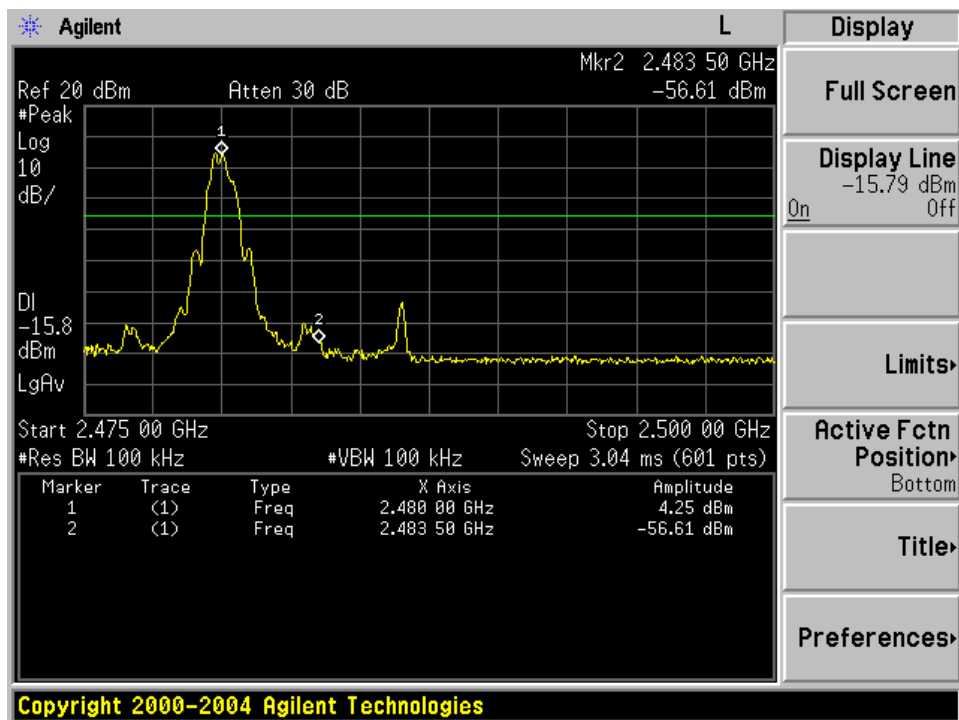 Agilent L
Mkr2 2.483 50 GHz
Ref 20 dBm Atten 30 dB -56.61 dBm
#Peak
Log
10
dB/
1
2
DI
-15.8
dBm
LgAv
Start 2.475 00 GHz Stop 2.500 00 GHz
#Res BW 100 kHz #VBW 100 kHz Sweep 3.04 ms (601 pts)
Marker Trace Type X Axis Amplitude
1 (1) Freq 2.480 00 GHz 4.25 dBm
2 (1) Freq 2.483 50 GHz -56.61 dBm
Display
Full Screen
Display Line
-15.79 dBm
On Off
Limits
Active Fctn
Position
Bottom
Title
Preferences
Copyright 2000-2004 Agilent Technologies